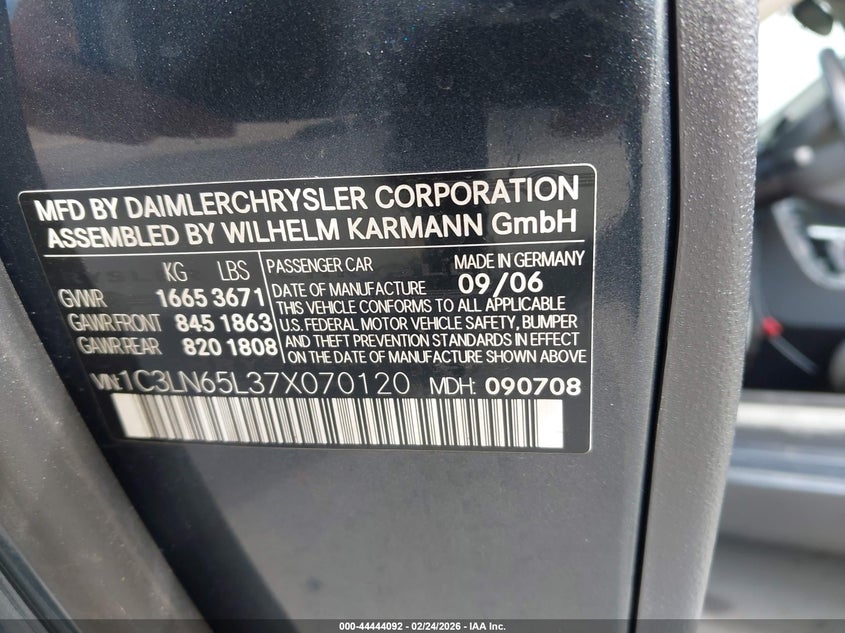 MFD BY DAIMLERCHRYSLER CORPORATION
ASSEMBLED BY WILHELM KARMANN GmbH
KG LBS
GVWR 1665 3671
GAWR FRONT 845 1863
GAWR REAR 820 1808
PASSENGER CAR MADE IN GERMANY
DATE OF MANUFACTURE 09/06
THIS VEHICLE CONFORMS TO ALL APPLICABLE
U.S. FEDERAL MOTOR VEHICLE SAFETY, BUMPER
AND THEFT PREVENTION STANDARDS IN EFFECT
ON THE DATE OF MANUFACTURE SHOWN ABOVE
VIN: 1C3LN65L37X070120 MDH: 090708
000-44444092 - 02/24/2026 - IAA Inc.